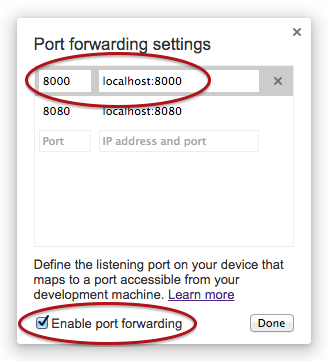 Port forwarding settings
8000 localhost:8000
8080 localhost:8080
Port IP address and port
Define the listening port on your device that
maps to a port accessible from your
development machine. Learn more
Enable port forwarding Done